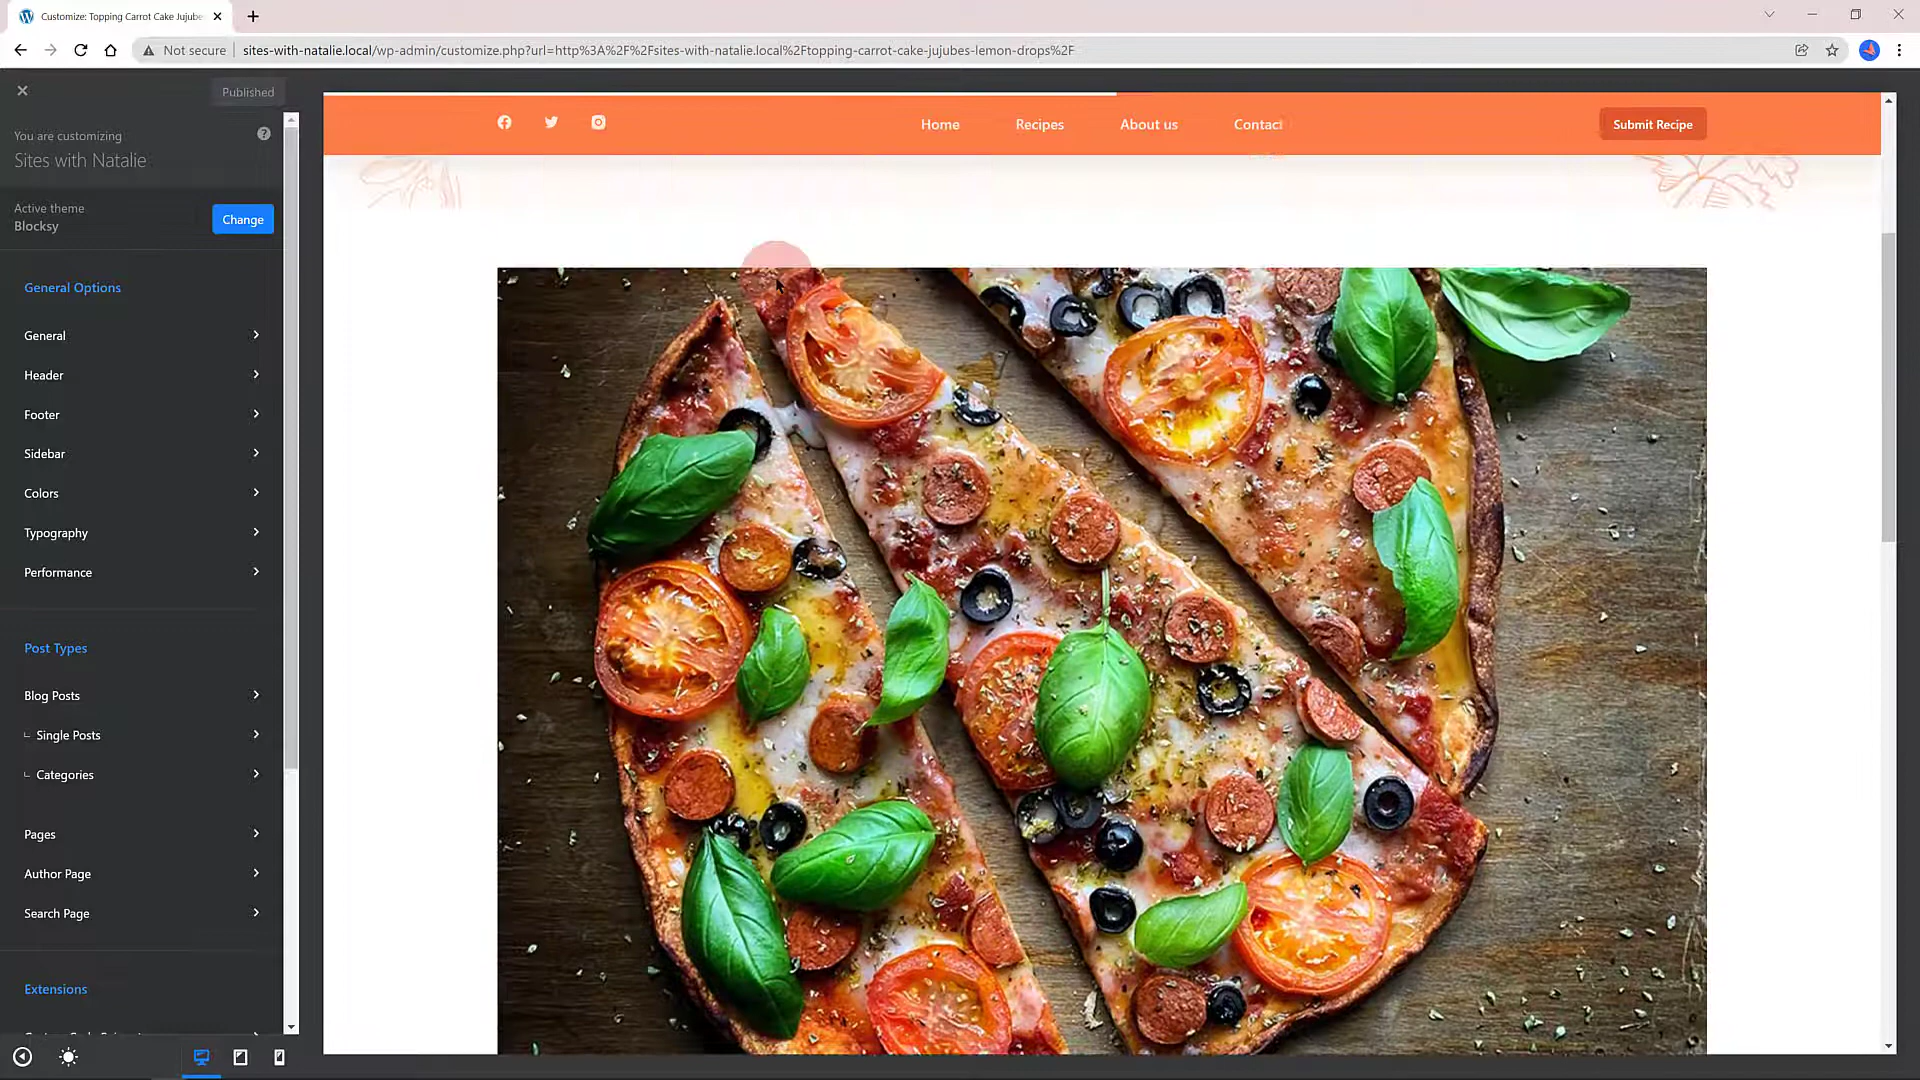 Customize: Topping Carrot Cake Jujube
Not secure
sites-with-natalie.local/wp-admin/customize.php?url=http%3A%2F%2Fsites-with-natalie.local%2Ftopping-carrot-cake-jujubes-lemon-drops%2F
Published
You are customizing
Sites with Natalie
Active theme
Blocksy
Change
General Options
General
Header
Footer
Sidebar
Colors
Typography
Performance
Post Types
Blog Posts
Single Posts
Categories
Pages
Author Page
Search Page
Extensions
Home
Recipes
About us
Contact
Submit Recipe